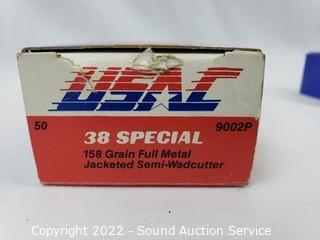 USAC
50
9002P
38 SPECIAL
158 Grain Full Metal
Jacketed Semi-Wadcutter
Copyright © 2022 - Sound Auction Service